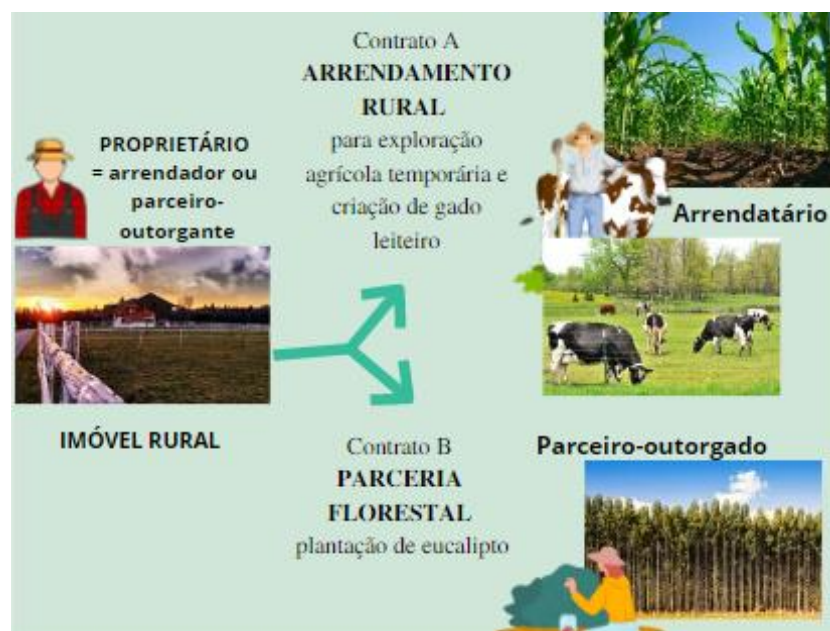 Contrato A
ARRENDAMENTO
RURAL
para exploração
agrícola temporária e
criação de gado
leiteiro
PROPRIETÁRIO
= arrendador ou
parceiro-
outorgante
Arrendatário
IMÓVEL RURAL
Contrato B
PARCERIA
FLORESTAL
plantação de eucalipto
Parceiro-outorgado